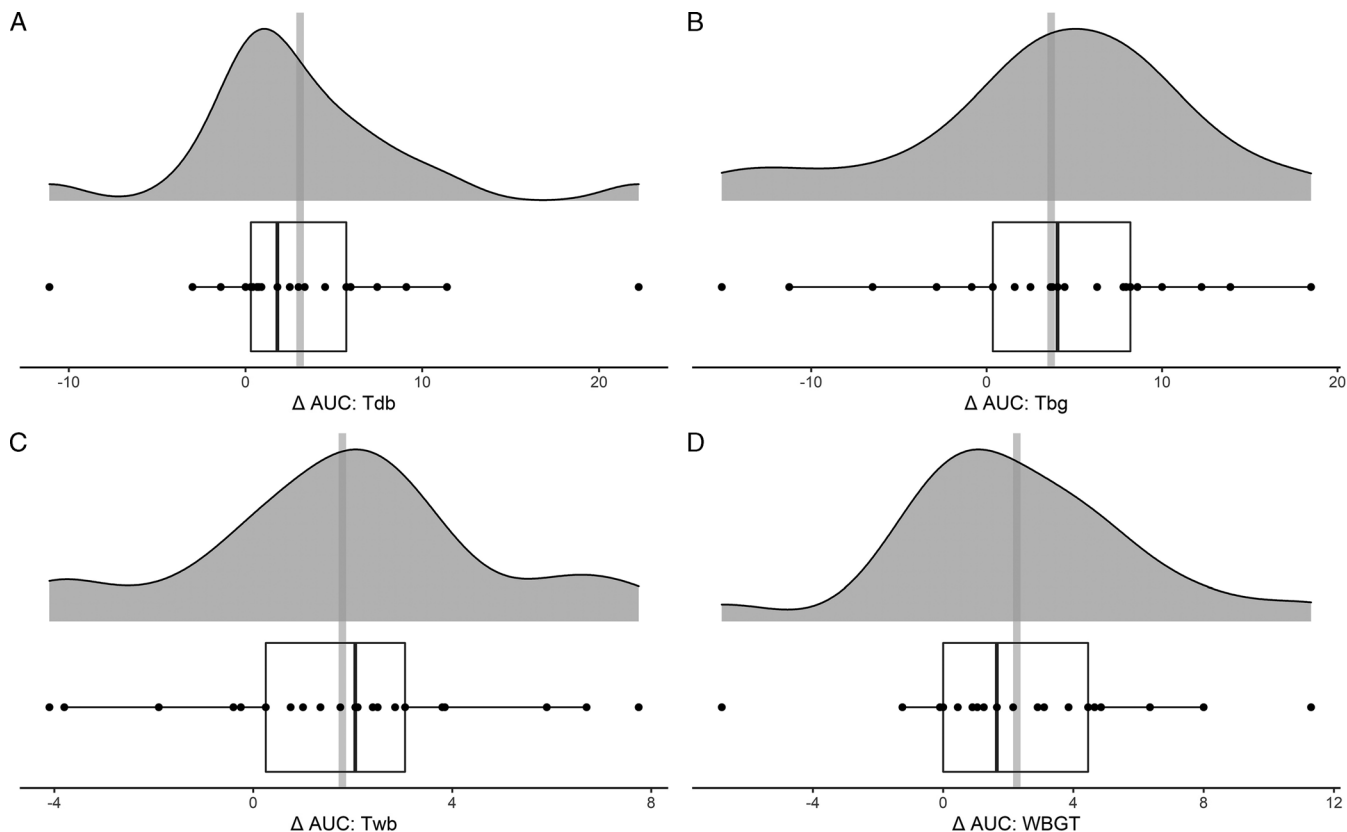 A
B
-10 0 10 20
Δ AUC: Tdb
-10 0 10 20
Δ AUC: Tbg
C
D
-4 0 4 8
Δ AUC: Twb
-4 0 4 8 12
Δ AUC: WBGT